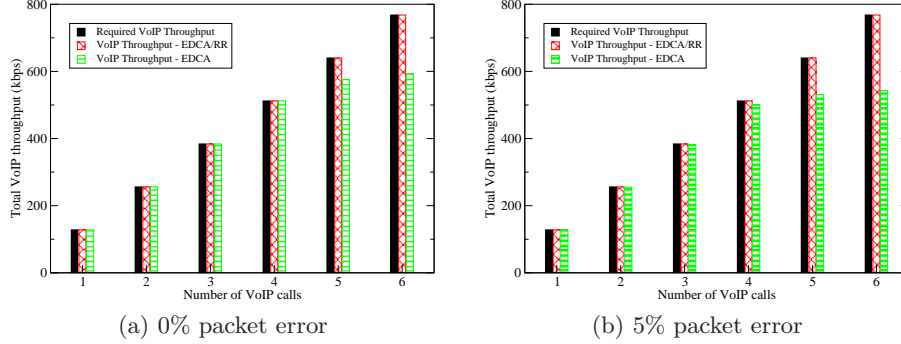 800
600
400
200
0
Total VoIP throughput (kbps)
Required VoIP Throughput
VoIP Throughput - EDCA/RR
VoIP Throughput - EDCA
1 2 3 4 5 6
Number of VoIP calls
(a) 0% packet error
800
600
400
200
0
Total VoIP throughput (kbps)
Required VoIP Throughput
VoIP Throughput - EDCA/RR
VoIP Throughput - EDCA
1 2 3 4 5 6
Number of VoIP calls
(b) 5% packet error